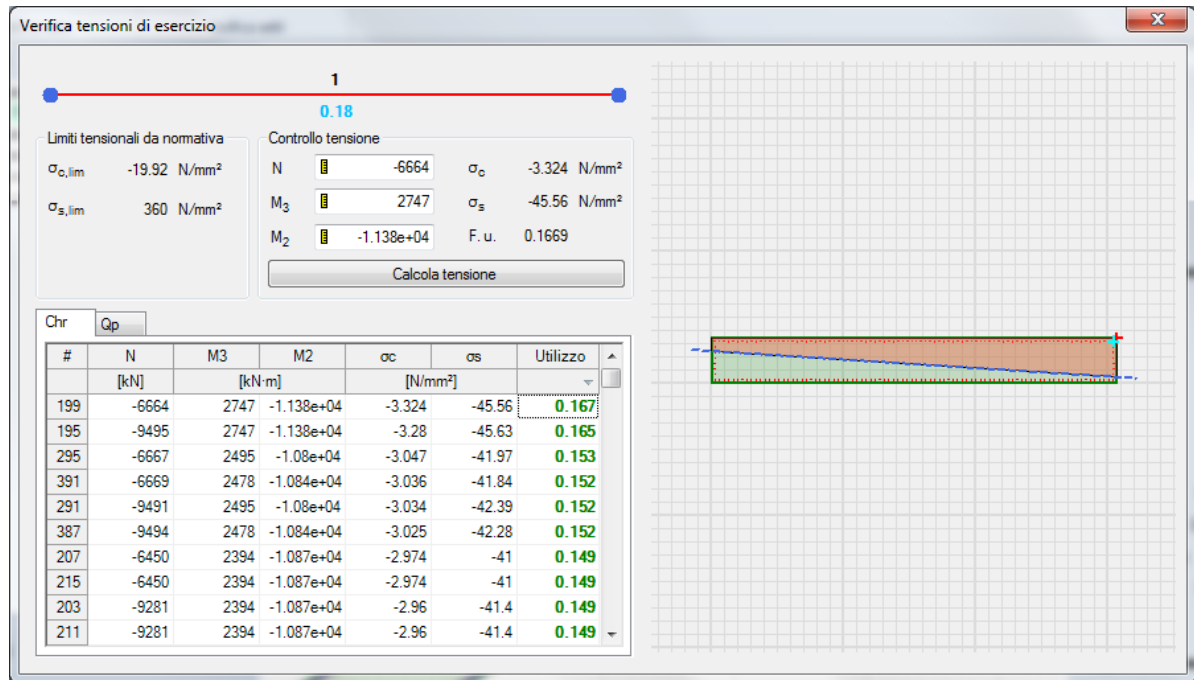 Verifica tensioni di esercizio
1
0.18
Limiti tensionali da normativa
σc,lim -19.92 N/mm²
σs,lim 360 N/mm²
Controllo tensione
N -6664 σc -3.324 N/mm²
M3 2747 σs -45.56 N/mm²
M2 -1.138e+04 F. u. 0.1669
Calcola tensione
Chr Qp
# N M3 M2 σc σs Utilizzo
[kN] [kN·m] [N/mm²]
199 -6664 2747 -1.138e+04 -3.324 -45.56 0.167
195 -9495 2747 -1.138e+04 -3.28 -45.63 0.165
295 -6667 2495 -1.08e+04 -3.047 -41.97 0.153
391 -6669 2478 -1.084e+04 -3.036 -41.84 0.152
291 -9491 2495 -1.08e+04 -3.034 -42.39 0.152
387 -9494 2478 -1.084e+04 -3.025 -42.28 0.152
207 -6450 2394 -1.087e+04 -2.974 -41 0.149
215 -6450 2394 -1.087e+04 -2.974 -41 0.149
203 -9281 2394 -1.087e+04 -2.96 -41.4 0.149
211 -9281 2394 -1.087e+04 -2.96 -41.4 0.149